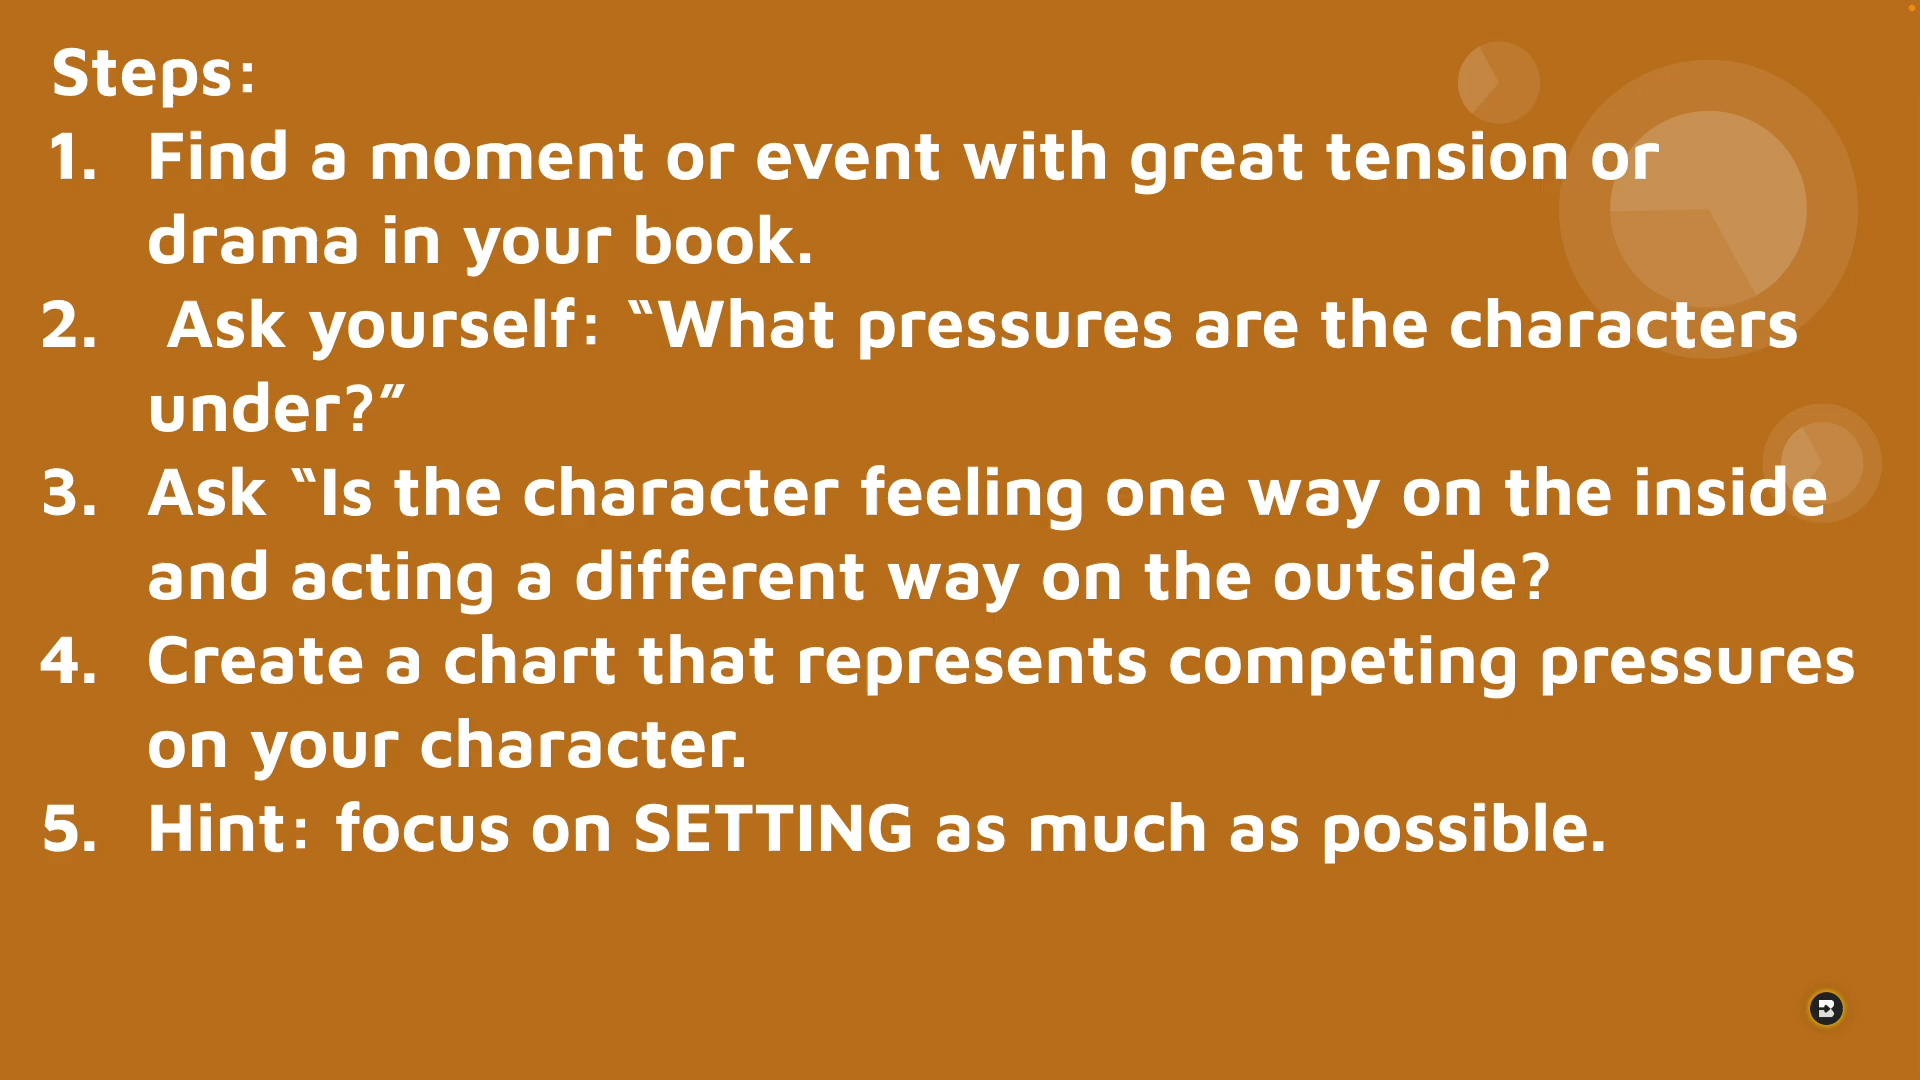 Steps:
1. Find a moment or event with great tension or
drama in your book.
2. Ask yourself: “What pressures are the characters
under?”
3. Ask “Is the character feeling one way on the inside
and acting a different way on the outside?
4. Create a chart that represents competing pressures
on your character.
5. Hint: focus on SETTING as much as possible.
B